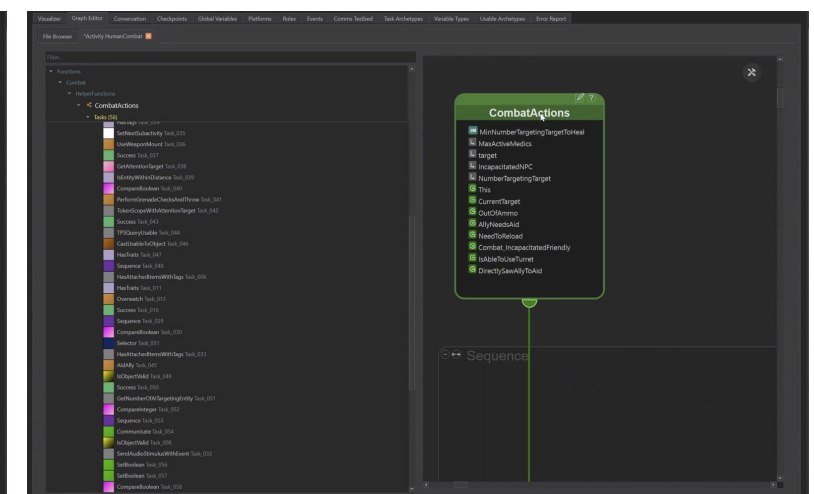 Visualizer Graph Editor Conversation Checkpoints Global Variables Platforms Roles Events Comms Testbed Task Archetypes Variable Types Usable Archetypes Error Report
File Browser *Activity HumanCombat
Filter...
Functions
Combat
HelperFunctions
CombatActions
Tasks (56)
SetNextSubactivity Task_035
UseWeaponMount Task_036
Success Task_037
GetAttentionTarget Task_038
IsEntityWithinDistance Task_039
CompareBoolean Task_040
PerformGrenadeChecksAndThrow Task_041
TokenScopeWithAttentionTarget Task_042
Success Task_043
TPSQueryUsable Task_044
CastUsableToObject Task_046
HasTraits Task_047
Sequence Task_048
HasAttachedItemsWithTags Task_006
HasTraits Task_011
Overwatch Task_013
Success Task_016
Sequence Task_029
CompareBoolean Task_030
Selector Task_031
HasAttachedItemsWithTags Task_033
AidAlly Task_045
IsObjectValid Task_049
Success Task_050
GetNumberOfAITargetingEntity Task_051
CompareInteger Task_052
Sequence Task_053
Communicate Task_054
IsObjectValid Task_008
SendAudioStimulusWithEvent Task_032
SetBoolean Task_056
SetBoolean Task_057
CompareBoolean Task_058
CombatActions
MinNumberTargetingTargetToHeal
MaxActiveMedics
target
IncapacitatedNPC
NumberTargetingTarget
This
CurrentTarget
OutOfAmmo
AllyNeedsAid
NeedToReload
Combat_IncapacitatedFriendly
IsAbleToUseTurret
DirectlySawAllyToAid
Sequence